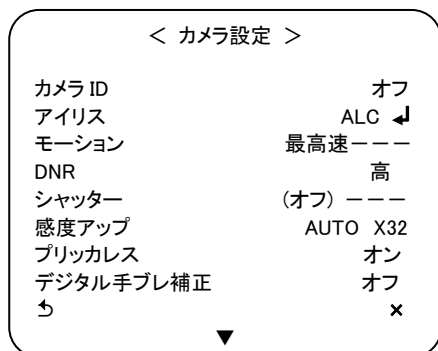 ＜ カメラ設定 ＞
カメラ ID オフ
アイリス ALC ↲
モーション 最高速－－－
DNR 高
シャッター (オフ) －－－
感度アップ AUTO X32
プリッカレス オン
デジタル手ブレ補正 オフ
⮌ ×
▼